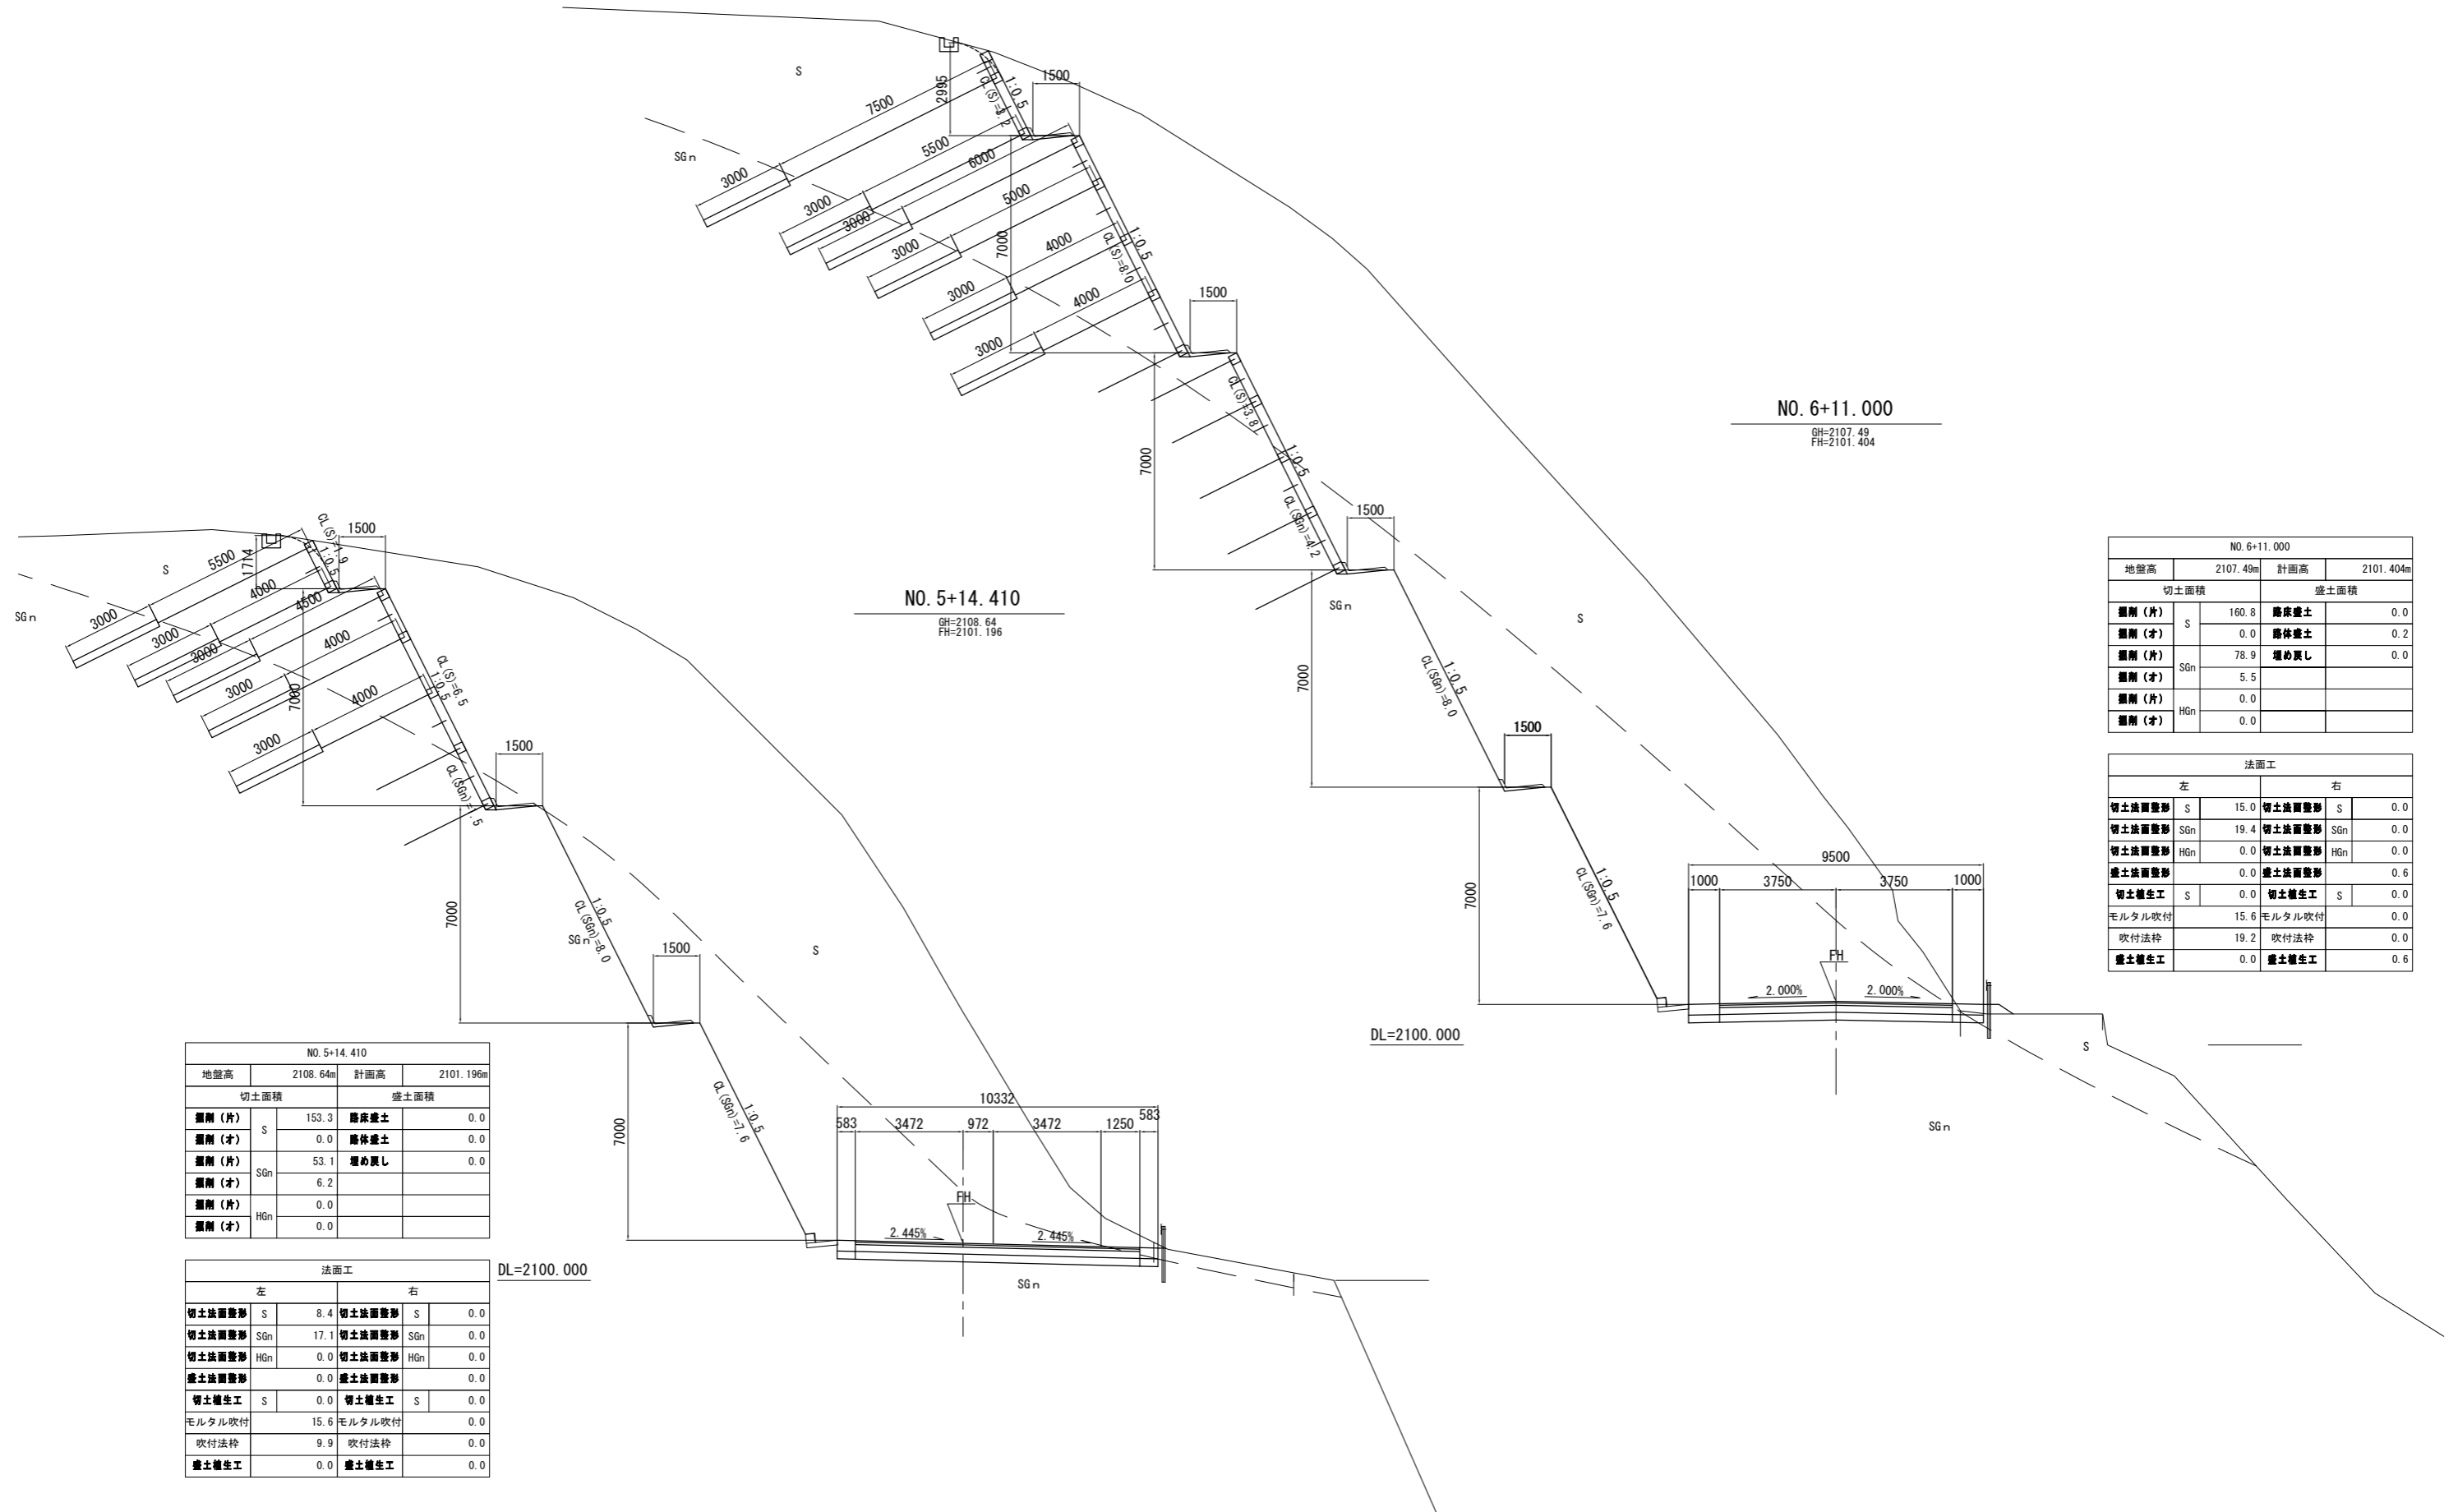 S
SGn
7500
3000
2995
1:0.5
CL(S)=3.2
1500
5500
3000
6000
3000
5000
3000
4000
3000
4000
3000
7000
1:0.5
CL(S)=8.0
1500
CL(S)=3.8
1:0.5
CL(SGn)=4.2
7000
1500
SGn
S
7000
1:0.5
CL(SGn)=8.0
1500
7000
1:0.5
CL(SGn)=7.6
9500
1000 3750 3750 1000
FH
2.000% 2.000%
DL=2100.000
S
SGn
NO.6+11.000
GH=2107.49
FH=2101.404
NO.6+11.000
地盤高 2107.49m 計画高 2101.404m
切土面積 盛土面積
掘削(片) S 160.8 路床盛土 0.0
掘削(オ) 0.0 路体盛土 0.2
掘削(片) SGn 78.9 埋め戻し 0.0
掘削(オ) 5.5
掘削(片) HGn 0.0
掘削(オ) 0.0
法面工
左 右
切土法面整形 S 15.0 切土法面整形 S 0.0
切土法面整形 SGn 19.4 切土法面整形 SGn 0.0
切土法面整形 HGn 0.0 切土法面整形 HGn 0.0
盛土法面整形 0.0 盛土法面整形 0.6
切土植生工 S 0.0 切土植生工 S 0.0
モルタル吹付 15.6 モルタル吹付 0.0
吹付法枠 19.2 吹付法枠 0.0
盛土植生工 0.0 盛土植生工 0.6
S
SGn
5500
3000
1714
CL(S)=1.9
1:0.5
1500
4000
3000
4500
3000
4000
3000
4000
3000
7000
CL(S)=6.5
1:0.5
CL(SGn)=1.5
1500
7000
1:0.5
CL(SGn)=8.0
SGn
S
1500
7000
1:0.5
CL(SGn)=7.6
10332
583 3472 972 3472 1250 583
FH
2.445% 2.445%
SGn
DL=2100.000
NO.5+14.410
GH=2108.64
FH=2101.196
NO.5+14.410
地盤高 2108.64m 計画高 2101.196m
切土面積 盛土面積
掘削(片) S 153.3 路床盛土 0.0
掘削(オ) 0.0 路体盛土 0.0
掘削(片) SGn 53.1 埋め戻し 0.0
掘削(オ) 6.2
掘削(片) HGn 0.0
掘削(オ) 0.0
法面工
左 右
切土法面整形 S 8.4 切土法面整形 S 0.0
切土法面整形 SGn 17.1 切土法面整形 SGn 0.0
切土法面整形 HGn 0.0 切土法面整形 HGn 0.0
盛土法面整形 0.0 盛土法面整形 0.0
切土植生工 S 0.0 切土植生工 S 0.0
モルタル吹付 15.6 モルタル吹付 0.0
吹付法枠 9.9 吹付法枠 0.0
盛土植生工 0.0 盛土植生工 0.0